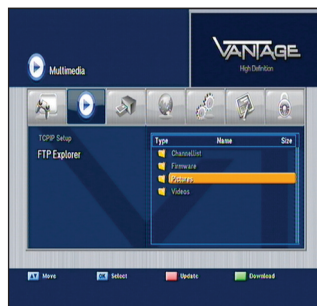 VANTAGE
High Definition
Multimedia
TCPIP Setup
FTP Explorer
Type Name Size
Channellist
Firmware
Pictures
Videos
Move OK Select Update Download